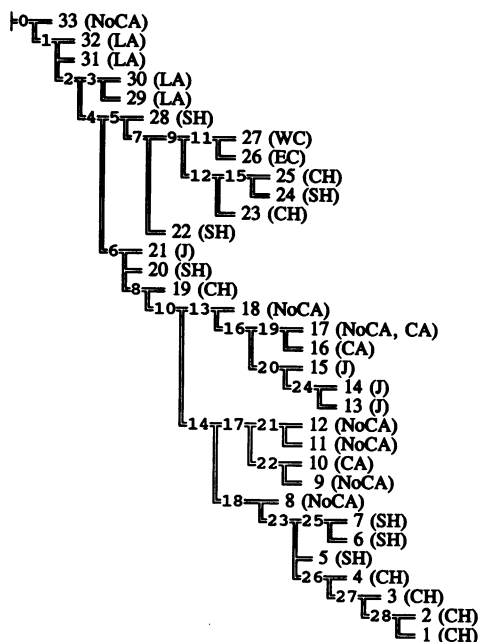 0 33 (NoCA)
1 32 (LA)
31 (LA)
2 3 30 (LA)
29 (LA)
4 5 28 (SH)
7 9 11 27 (WC)
26 (EC)
12 15 25 (CH)
24 (SH)
23 (CH)
22 (SH)
6 21 (J)
20 (SH)
8 19 (CH)
10 13 18 (NoCA)
16 19 17 (NoCA, CA)
16 (CA)
20 15 (J)
24 14 (J)
13 (J)
14 17 21 12 (NoCA)
11 (NoCA)
22 10 (CA)
9 (NoCA)
18 8 (NoCA)
23 25 7 (SH)
6 (SH)
5 (SH)
26 4 (CH)
27 3 (CH)
28 2 (CH)
1 (CH)